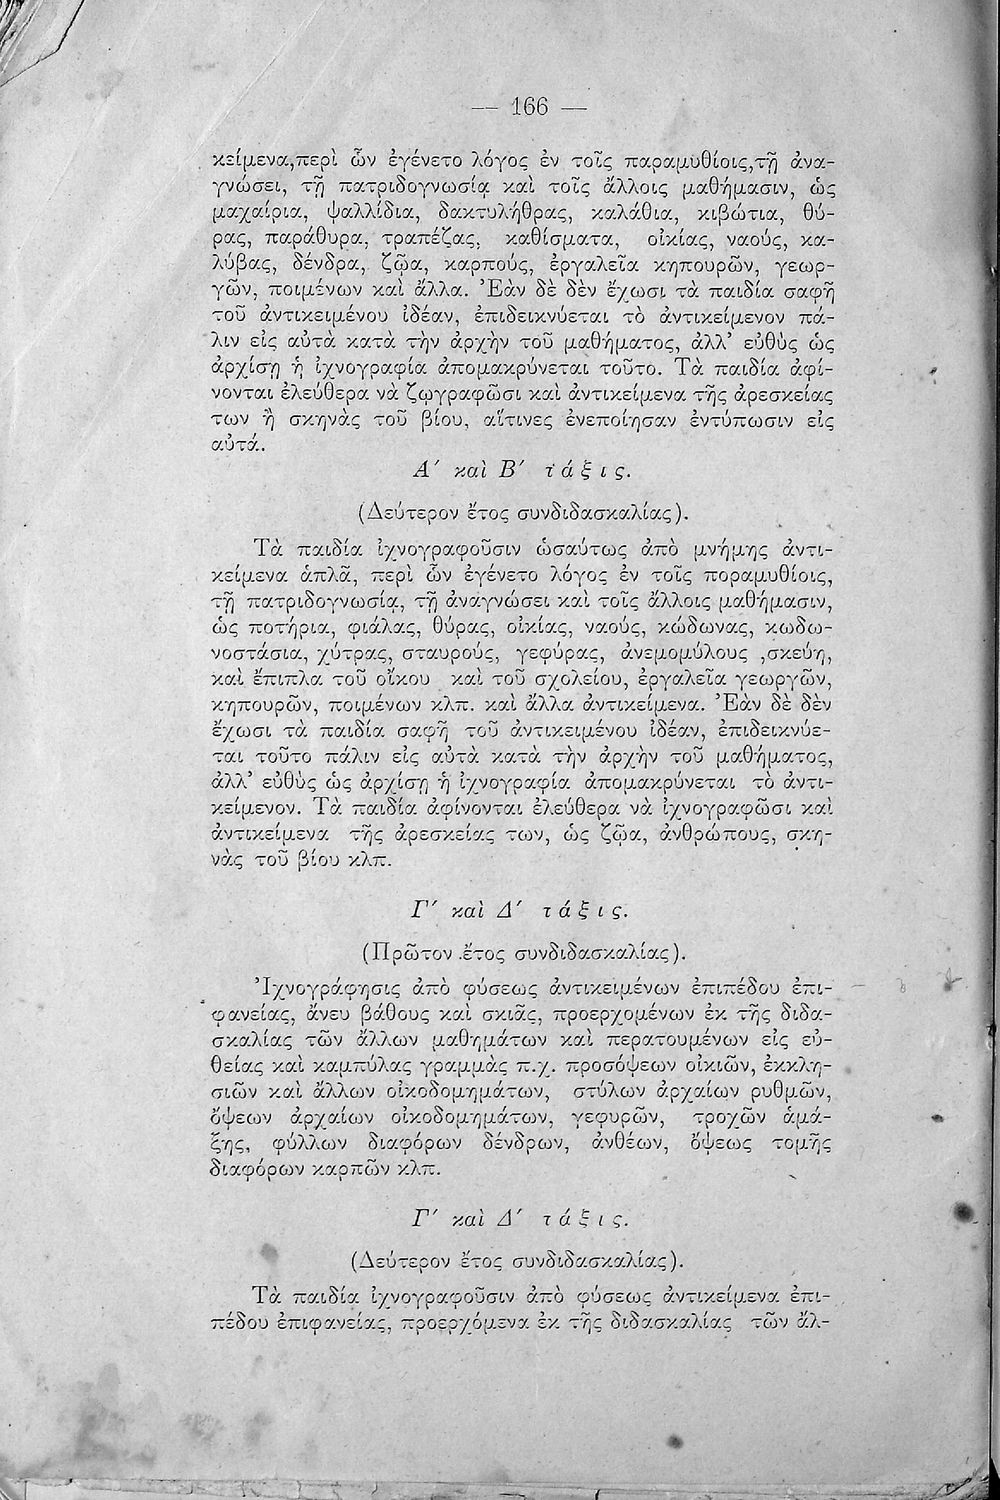 — 166 —
κείμενα,περὶ ὧν ἐγένετο λόγος ἐν τοῖς παραμυθίοις,τῇ ἀνα-
γνώσει, τῇ πατριδογνωσίᾳ καὶ τοῖς ἄλλοις μαθήμασιν, ὡς
μαχαίρια, ψαλλίδια, δακτυλήθρας, καλάθια, κιβώτια, θύ-
ρας, παράθυρα, τραπέζας, καθίσματα, οἰκίας, ναούς, κα-
λύβας, δένδρα, ζῷα, καρπούς, ἐργαλεῖα κηπουρῶν, γεωρ-
γῶν, ποιμένων καὶ ἄλλα. Ἐὰν δὲ δὲν ἔχωσι τὰ παιδία σαφῆ
τοῦ ἀντικειμένου ἰδέαν, ἐπιδεικνύεται τὸ ἀντικείμενον πά-
λιν εἰς αὐτὰ κατὰ τὴν ἀρχὴν τοῦ μαθήματος, ἀλλ' εὐθὺς ὡς
ἀρχίσῃ ἡ ἰχνογραφία ἀπομακρύνεται τοῦτο. Τὰ παιδία ἀφί-
νονται ἐλεύθερα νὰ ζῳγραφῶσι καὶ ἀντικείμενα τῆς ἀρεσκείας
των ἢ σκηνὰς τοῦ βίου, αἵτινες ἐνεποίησαν ἐντύπωσιν εἰς
αὐτά.
Α΄ καὶ Β΄ τάξις.
(Δεύτερον ἔτος συνδιδασκαλίας).
Τὰ παιδία ἰχνογραφοῦσιν ὡσαύτως ἀπὸ μνήμης ἀντι-
κείμενα ἁπλᾶ, περὶ ὧν ἐγένετο λόγος ἐν τοῖς ποραμυθίοις,
τῇ πατριδογνωσίᾳ, τῇ ἀναγνώσει καὶ τοῖς ἄλλοις μαθήμασιν,
ὡς ποτήρια, φιάλας, θύρας, οἰκίας, ναούς, κώδωνας, κωδω-
νοστάσια, χύτρας, σταυρούς, γεφύρας, ἀνεμομύλους ,σκεύη,
καὶ ἔπιπλα τοῦ οἴκου καὶ τοῦ σχολείου, ἐργαλεῖα γεωργῶν,
κηπουρῶν, ποιμένων κλπ. καὶ ἄλλα ἀντικείμενα. Ἐὰν δὲ δὲν
ἔχωσι τὰ παιδία σαφῆ τοῦ ἀντικειμένου ἰδέαν, ἐπιδεικνύε-
ται τοῦτο πάλιν εἰς αὐτὰ κατὰ τὴν ἀρχὴν τοῦ μαθήματος,
ἀλλ' εὐθὺς ὡς ἀρχίσῃ ἡ ἰχνογραφία ἀπομακρύνεται τὸ ἀντι-
κείμενον. Τὰ παιδία ἀφίνονται ἐλεύθερα νὰ ἰχνογραφῶσι καὶ
ἀντικείμενα τῆς ἀρεσκείας των, ὡς ζῷα, ἀνθρώπους, σκη-
νὰς τοῦ βίου κλπ.
Γ΄ καὶ Δ΄ τάξις.
(Πρῶτον .ἔτος συνδιδασκαλίας).
Ἰχνογράφησις ἀπὸ φύσεως ἀντικειμένων ἐπιπέδου ἐπι-
φανείας, ἄνευ βάθους καὶ σκιᾶς, προερχομένων ἐκ τῆς διδα-
σκαλίας τῶν ἄλλων μαθημάτων καὶ περατουμένων εἰς εὐ-
θείας καὶ καμπύλας γραμμὰς π.χ. προσόψεων οἰκιῶν, ἐκκλη-
σιῶν καὶ ἄλλων οἰκοδομημάτων, στύλων ἀρχαίων ρυθμῶν,
ὄψεων ἀρχαίων οἰκοδομημάτων, γεφυρῶν, τροχῶν ἁμά-
ξης, φύλλων διαφόρων δένδρων, ἀνθέων, ὄψεως τομῆς
διαφόρων καρπῶν κλπ.
Γ΄ καὶ Δ΄ τάξις.
(Δεύτερον ἔτος συνδιδασκαλίας).
Τὰ παιδία ἰχνογραφοῦσιν ἀπὸ φύσεως ἀντικείμενα ἐπι-
πέδου ἐπιφανείας, προερχόμενα ἐκ τῆς διδασκαλίας τῶν ἄλ-